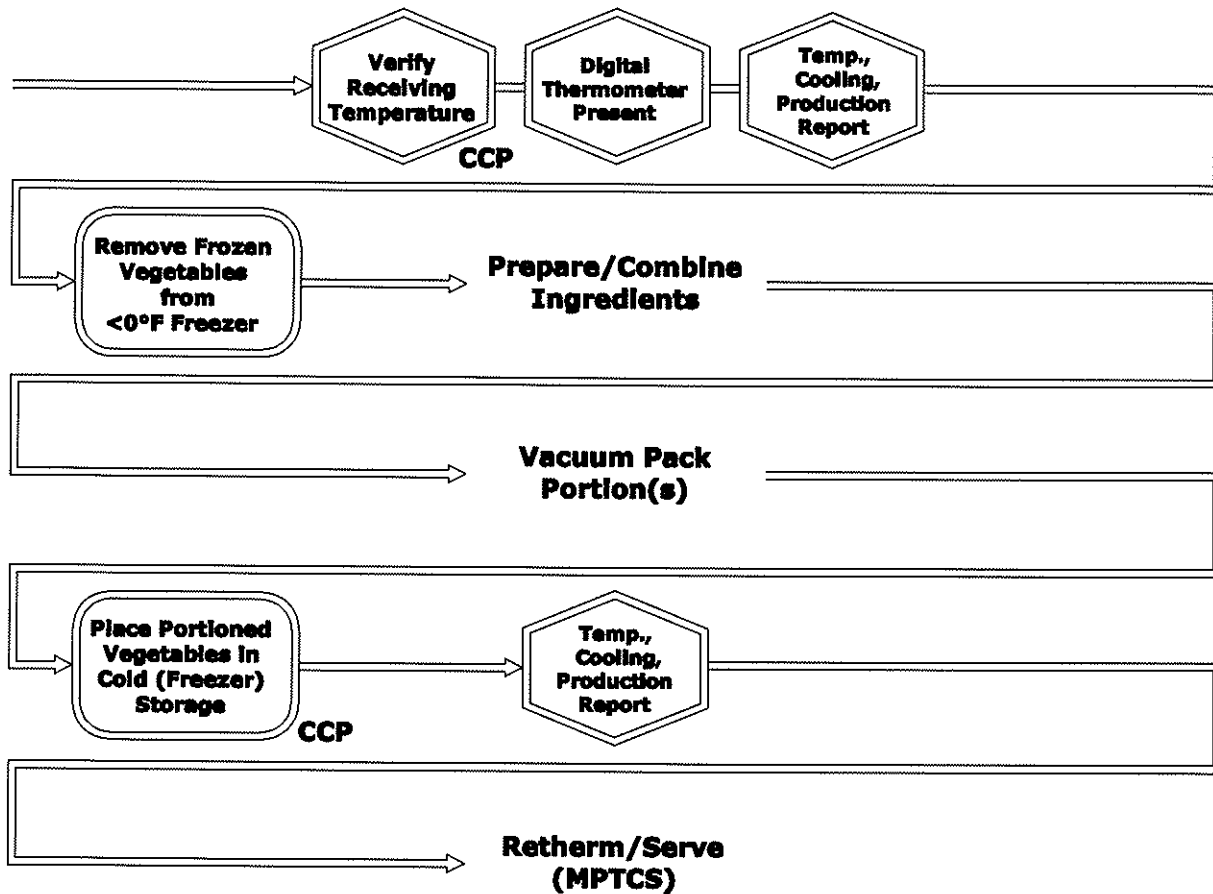 Verify
Receiving
Temperature
CCP
Digital
Thermometer
Present
Temp.,
Cooling,
Production
Report
Remove Frozen
Vegetables
from
<0°F Freezer
Prepare/Combine
Ingredients
Vacuum Pack
Portion(s)
Place Portioned
Vegetables in
Cold (Freezer)
Storage
CCP
Temp.,
Cooling,
Production
Report
Retherm/Serve
(MPTCS)